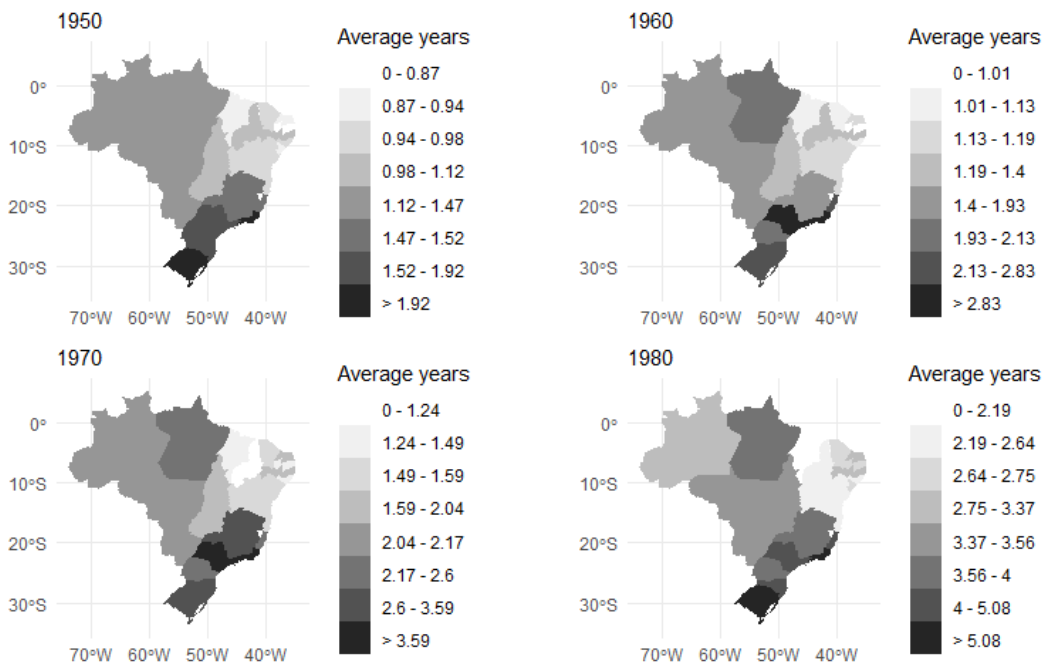 1950
Average years
0 - 0.87
0.87 - 0.94
0.94 - 0.98
0.98 - 1.12
1.12 - 1.47
1.47 - 1.52
1.52 - 1.92
> 1.92
0°
10°S
20°S
30°S
70°W 60°W 50°W 40°W
1960
Average years
0 - 1.01
1.01 - 1.13
1.13 - 1.19
1.19 - 1.4
1.4 - 1.93
1.93 - 2.13
2.13 - 2.83
> 2.83
0°
10°S
20°S
30°S
70°W 60°W 50°W 40°W
1970
Average years
0 - 1.24
1.24 - 1.49
1.49 - 1.59
1.59 - 2.04
2.04 - 2.17
2.17 - 2.6
2.6 - 3.59
> 3.59
0°
10°S
20°S
30°S
70°W 60°W 50°W 40°W
1980
Average years
0 - 2.19
2.19 - 2.64
2.64 - 2.75
2.75 - 3.37
3.37 - 3.56
3.56 - 4
4 - 5.08
> 5.08
0°
10°S
20°S
30°S
70°W 60°W 50°W 40°W